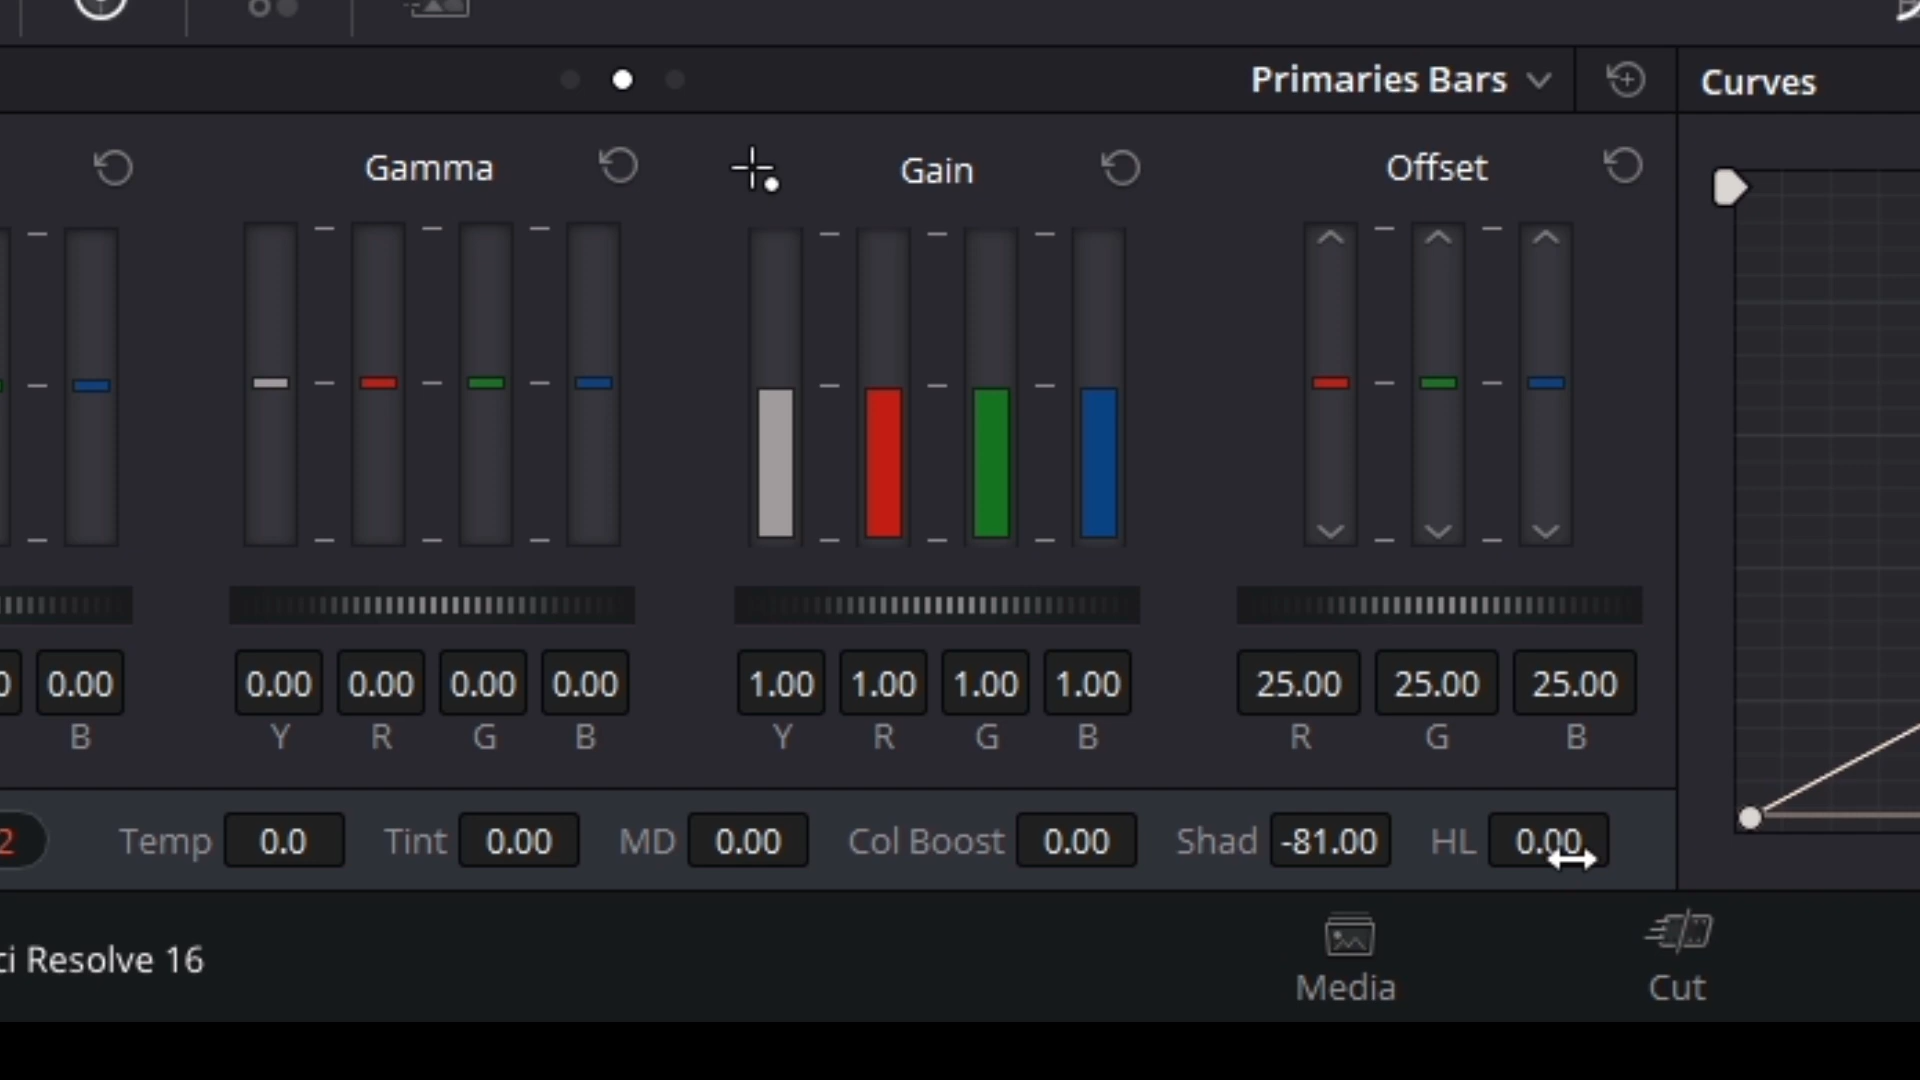 Primaries Bars
Curves
Gamma
Gain
Offset
0.00
0.00 0.00 0.00 0.00
1.00 1.00 1.00 1.00
25.00 25.00 25.00
B
Y R G B
Y R G B
R G B
2 Temp 0.0 Tint 0.00 MD 0.00 Col Boost 0.00 Shad -81.00 HL 0.00
ci Resolve 16
Media
Cut